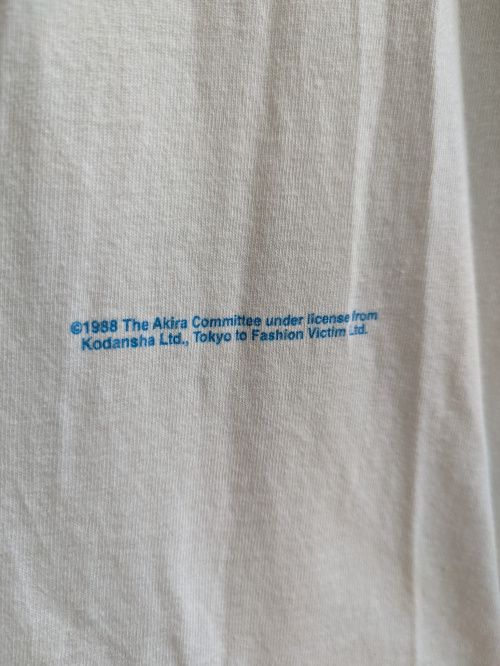 ©1988 The Akira Committee under license from
Kodansha Ltd., Tokyo to Fashion Victim Ltd.